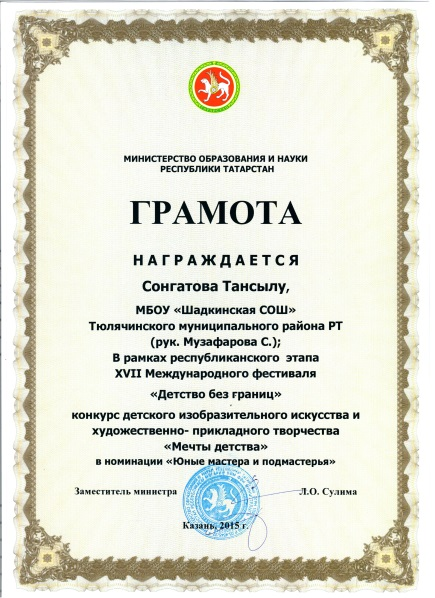 МИНИСТЕРСТВО ОБРАЗОВАНИЯ И НАУКИ
РЕСПУБЛИКИ ТАТАРСТАН
ГРАМОТА
НАГРАЖДАЕТСЯ
Сонгатова Тансылу,
МБОУ «Шадкинская СОШ»
Тюлячинского муниципального района РТ
(рук. Музафарова С.);
В рамках республиканского этапа
XVII Международного фестиваля
«Детство без границ»
конкурс детского изобразительного искусства и
художественно- прикладного творчества
«Мечты детства»
в номинации «Юные мастера и подмастерья»
Заместитель министра Л.О. Сулима
Казань, 2015 г.